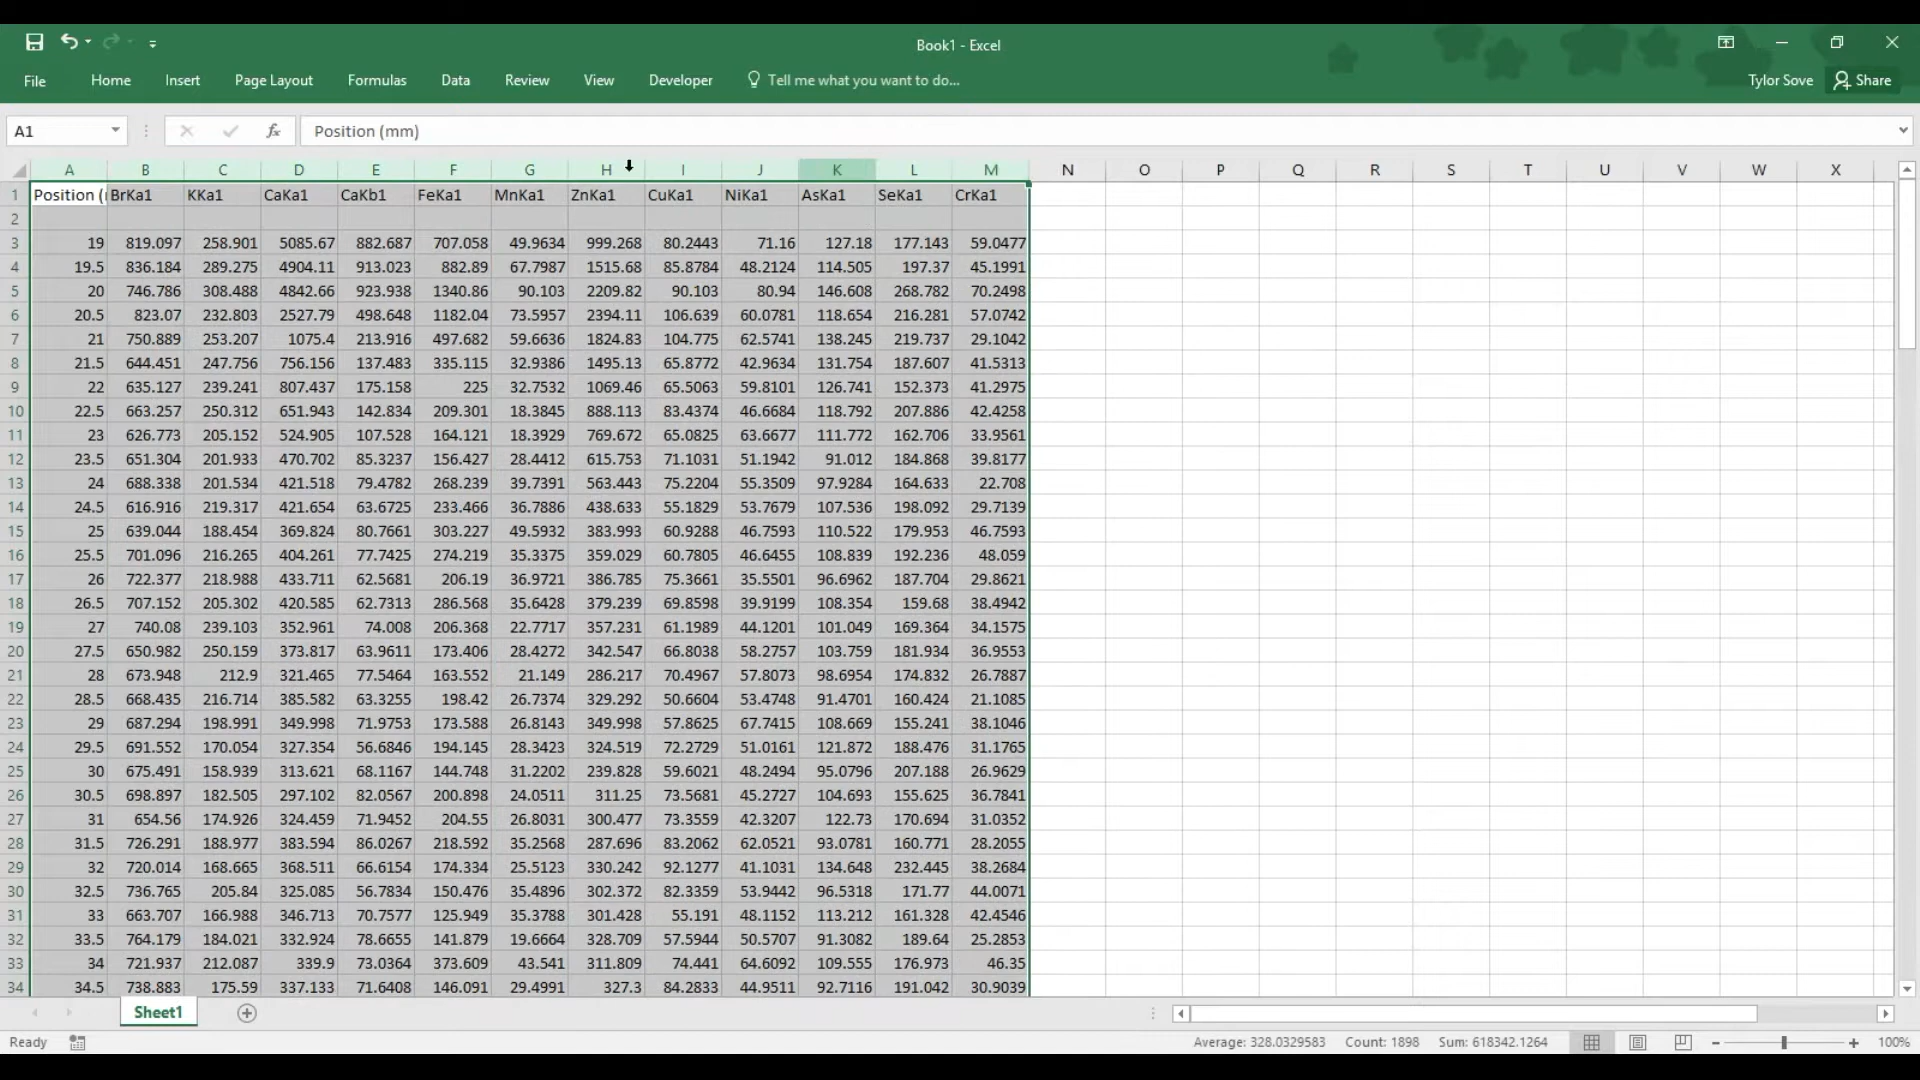 Book1 - Excel
File Home Insert Page Layout Formulas Data Review View Developer Tell me what you want to do... Tylor Sove Share
A1 fx Position (mm)
A B C D E F G H I J K L M N O P Q R S T U V W X
1 Position ( BrKa1 KKa1 CaKa1 CaKb1 FeKa1 MnKa1 ZnKa1 CuKa1 NiKa1 AsKa1 SeKa1 CrKa1
2
3 19 819.097 258.901 5085.67 882.687 707.058 49.9634 999.268 80.2443 71.16 127.18 177.143 59.0477
4 19.5 836.184 289.275 4904.11 913.023 882.89 67.7987 1515.68 85.8784 48.2124 114.505 197.37 45.1991
5 20 746.786 308.488 4842.66 923.938 1340.86 90.103 2209.82 90.103 80.94 146.608 268.782 70.2498
6 20.5 823.07 232.803 2527.79 498.648 1182.04 73.5957 2394.11 106.639 60.0781 118.654 216.281 57.0742
7 21 750.889 253.207 1075.4 213.916 497.682 59.6636 1824.83 104.775 62.5741 138.245 219.737 29.1042
8 21.5 644.451 247.756 756.156 137.483 335.115 32.9386 1495.13 65.8772 42.9634 131.754 187.607 41.5313
9 22 635.127 239.241 807.437 175.158 225 32.7532 1069.46 65.5063 59.8101 126.741 152.373 41.2975
10 22.5 663.257 250.312 651.943 142.834 209.301 18.3845 888.113 83.4374 46.6684 118.792 207.886 42.4258
11 23 626.773 205.152 524.905 107.528 164.121 18.3929 769.672 65.0825 63.6677 111.772 162.706 33.9561
12 23.5 651.304 201.933 470.702 85.3237 156.427 28.4412 615.753 71.1031 51.1942 91.012 184.868 39.8177
13 24 688.338 201.534 421.518 79.4782 268.239 39.7391 563.443 75.2204 55.3509 97.9284 164.633 22.708
14 24.5 616.916 219.317 421.654 63.6725 233.466 36.7886 438.633 55.1829 53.7679 107.536 198.092 29.7139
15 25 639.044 188.454 369.824 80.7661 303.227 49.5932 383.993 60.9288 46.7593 110.522 179.953 46.7593
16 25.5 701.096 216.265 404.261 77.7425 274.219 35.3375 359.029 60.7805 46.6455 108.839 192.236 48.059
17 26 722.377 218.988 433.711 62.5681 206.19 36.9721 386.785 75.3661 35.5501 96.6962 187.704 29.8621
18 26.5 707.152 205.302 420.585 62.7313 286.568 35.6428 379.239 69.8598 39.9199 108.354 159.68 38.4942
19 27 740.08 239.103 352.961 74.008 206.368 22.7717 357.231 61.1989 44.1201 101.049 169.364 34.1575
20 27.5 650.982 250.159 373.817 63.9611 173.406 28.4272 342.547 66.8038 58.2757 103.759 181.934 36.9553
21 28 673.948 212.9 321.465 77.5464 163.552 21.149 286.217 70.4967 57.8073 98.6954 174.832 26.7887
22 28.5 668.435 216.714 385.582 63.3255 198.42 26.7374 329.292 50.6604 53.4748 91.4701 160.424 21.1085
23 29 687.294 198.991 349.998 71.9753 173.588 26.8143 349.998 57.8625 67.7415 108.669 155.241 38.1046
24 29.5 691.552 170.054 327.354 56.6846 194.145 28.3423 324.519 72.2729 51.0161 121.872 188.476 31.1765
25 30 675.491 158.939 313.621 68.1167 144.748 31.2202 239.828 59.6021 48.2494 95.0796 207.188 26.9629
26 30.5 698.897 182.505 297.102 82.0567 200.898 24.0511 311.25 73.5681 45.2727 104.693 155.625 36.7841
27 31 654.56 174.926 324.459 71.9452 204.55 26.8031 300.477 73.3559 42.3207 122.73 170.694 31.0352
28 31.5 726.291 188.977 383.594 86.0267 218.592 35.2568 287.696 83.2062 62.0521 93.0781 160.771 28.2055
29 32 720.014 168.665 368.511 66.6154 174.334 25.5123 330.242 92.1277 41.1031 134.648 232.445 38.2684
30 32.5 736.765 205.84 325.085 56.7834 150.476 35.4896 302.372 82.3359 53.9442 96.5318 171.77 44.0071
31 33 663.707 166.988 346.713 70.7577 125.949 35.3788 301.428 55.191 48.1152 113.212 161.328 42.4546
32 33.5 764.179 184.021 332.924 78.6655 141.879 19.6664 328.709 57.5944 50.5707 91.3082 189.64 25.2853
33 34 721.937 212.087 339.9 73.0364 373.609 43.541 311.809 74.441 64.6092 109.555 176.973 46.35
34 34.5 738.883 175.59 337.133 71.6408 146.091 29.4991 327.3 84.2833 44.9511 92.7116 191.042 30.9039
Sheet1
Ready Average: 328.0329583 Count: 1898 Sum: 618342.1264 100%